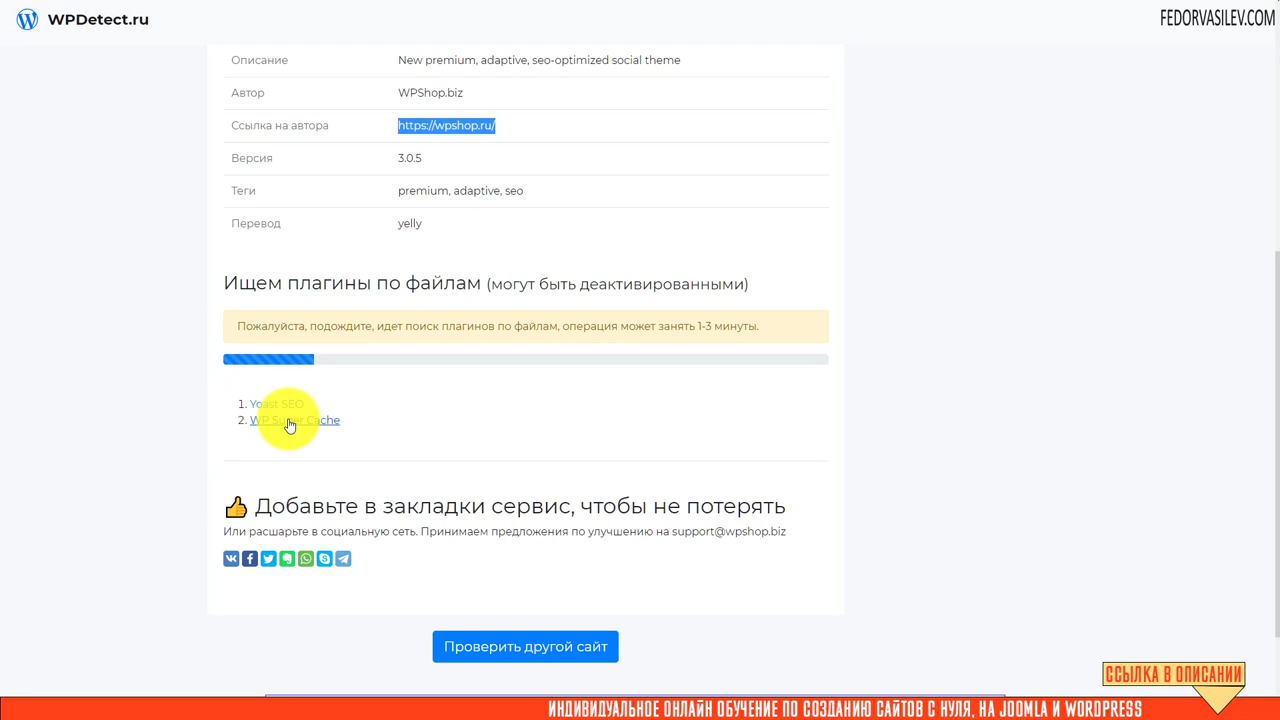 WPDetect.ru
FEDORVASILEV.COM
Описание New premium, adaptive, seo-optimized social theme
Автор WPShop.biz
Ссылка на автора https://wpshop.ru/
Версия 3.0.5
Теги premium, adaptive, seo
Перевод yelly
Ищем плагины по файлам (могут быть деактивированными)
Пожалуйста, подождите, идет поиск плагинов по файлам, операция может занять 1-3 минуты.
1. Yoast SEO
2. WP Super Cache
Добавьте в закладки сервис, чтобы не потерять
Или расшарьте в социальную сеть. Принимаем предложения по улучшению на support@wpshop.biz
Проверить другой сайт
ССЫЛКА В ОПИСАНИИ
ИНДИВИДУАЛЬНОЕ ОНЛАЙН ОБУЧЕНИЕ ПО СОЗДАНИЮ САЙТОВ С НУЛЯ, НА JOOMLA И WORDPRESS